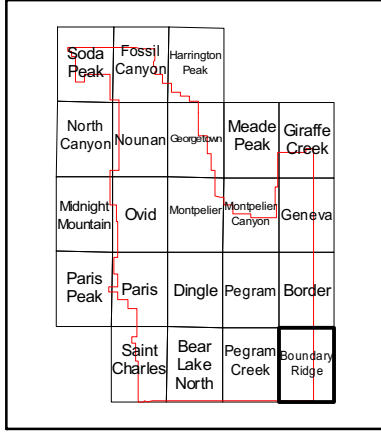 Soda
Peak
Fossil
Canyon
Harrington
Peak
North
Canyon
Nounan
Georgetown
Meade
Peak
Giraffe
Creek
Midnight
Mountain
Ovid
Montpelier
Montpelier
Canyon
Geneva
Paris
Peak
Paris
Dingle
Pegram
Border
Saint
Charles
Bear
Lake
North
Pegram
Creek
Boundary
Ridge